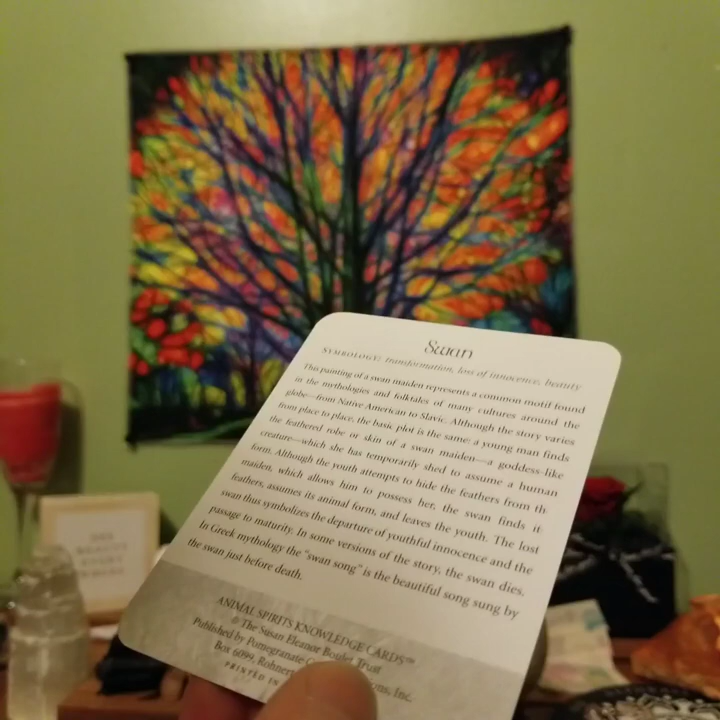 Swan
SYMBOLOGY: transformation, loss of innocence, beauty
This painting of a swan maiden represents a common motif found
in the mythologies and folktales of many cultures around the
globe—from Native American to Slavic. Although the story varies
from place to place, the basic plot is the same: a young man finds
the feathered robe or skin of a swan maiden—a goddess-like
creature—which she has temporarily shed to assume a human
form. Although the youth attempts to hide the feathers from th
maiden, which allows him to possess her, the swan finds it
feathers, assumes its animal form, and leaves the youth. The lost
swan thus symbolizes the departure of youthful innocence and the
passage to maturity. In some versions of the story, the swan dies.
In Greek mythology the "swan song" is the beautiful song sung by
the swan just before death.
ANIMAL SPIRITS KNOWLEDGE CARDS™
© The Susan Eleanor Boulet Trust
Published by Pomegranate Inc.
Box 6099, Rohnert
PRINTED IN